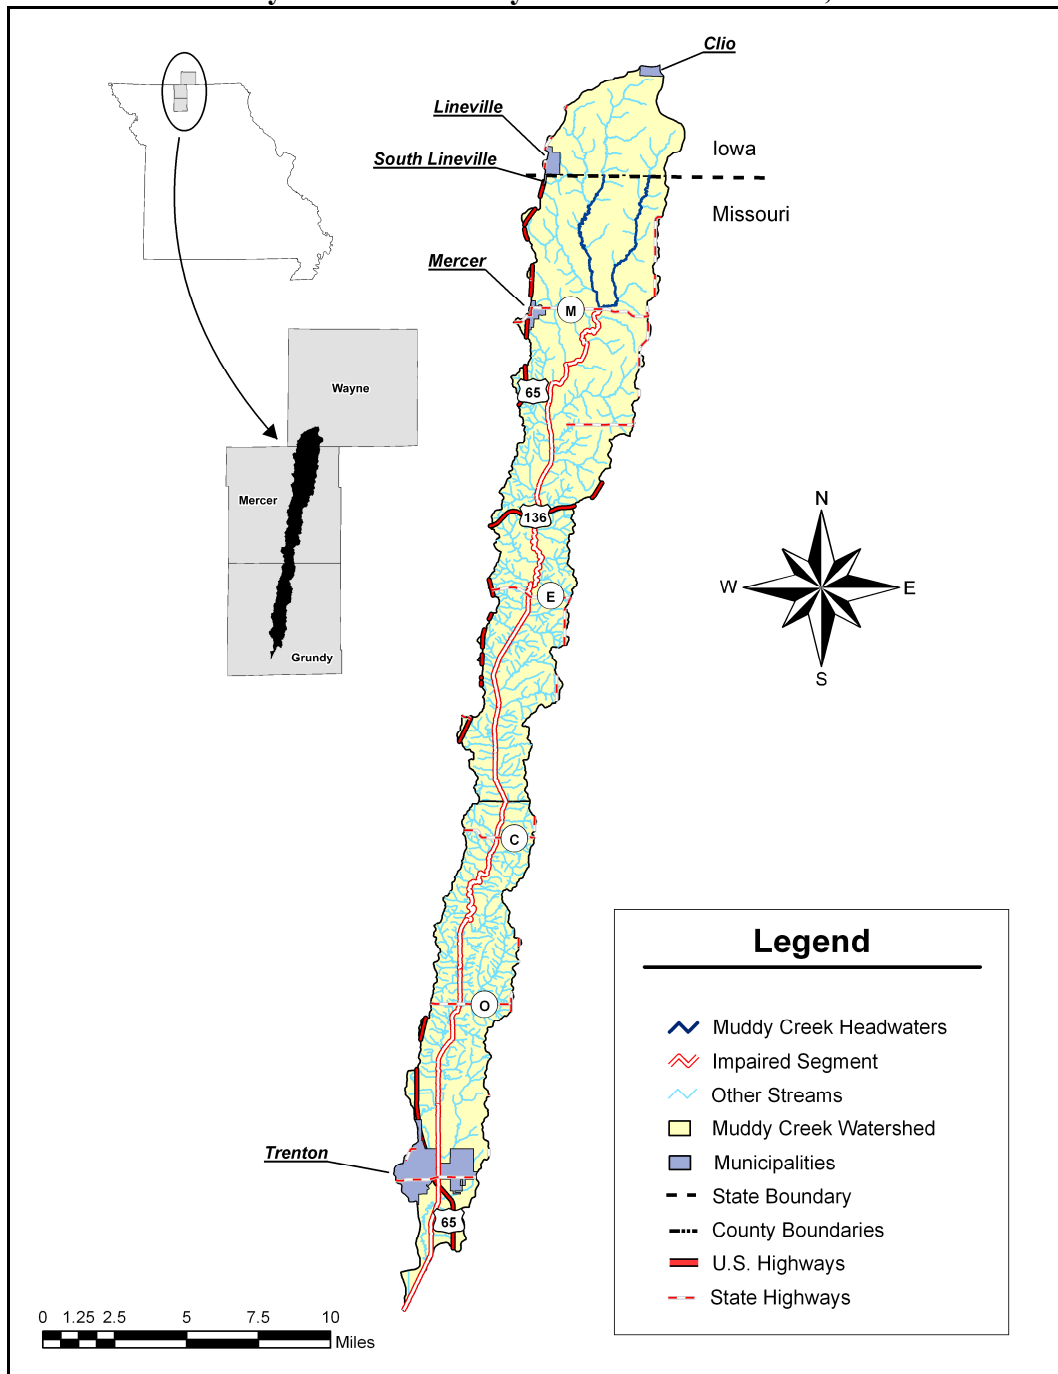 Clio
Lineville
South Lineville
Iowa
Missouri
Mercer
M
65
Wayne
Mercer
Grundy
136
E
N
W
E
S
C
O
Trenton
65
Legend
Muddy Creek Headwaters
Impaired Segment
Other Streams
Muddy Creek Watershed
Municipalities
State Boundary
County Boundaries
U.S. Highways
State Highways
0 1.25 2.5 5 7.5 10
Miles